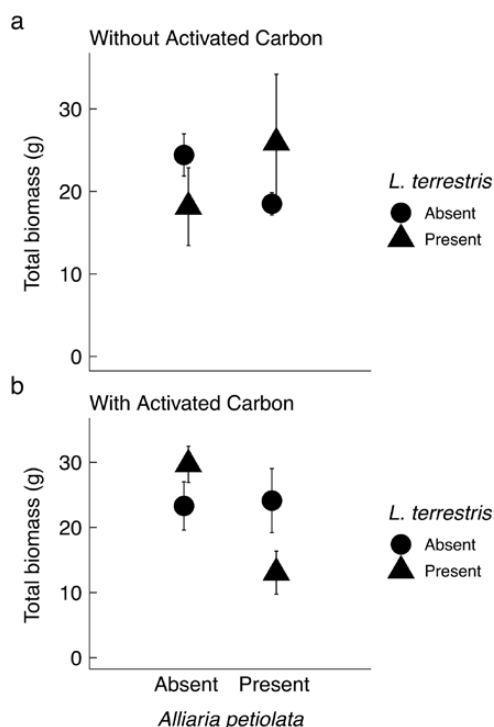 a
Without Activated Carbon
Total biomass (g)
30
20
10
0
L. terrestris
Absent
Present
b
With Activated Carbon
Total biomass (g)
30
20
10
0
L. terrestris
Absent
Present
Absent Present
Alliaria petiolata